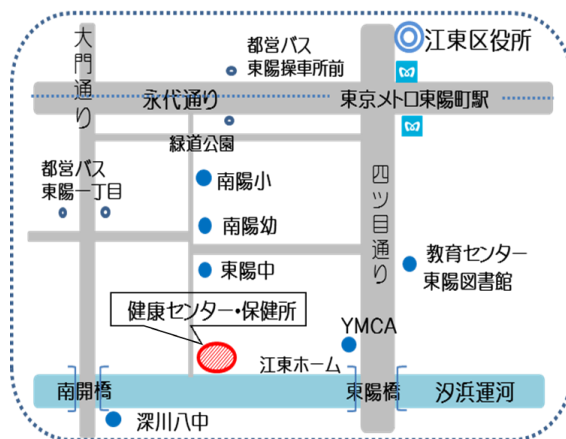 大門通り
都営バス
東陽操車所前
江東区役所
永代通り
東京メトロ東陽町駅
緑道公園
都営バス
東陽一丁目
南陽小
四ツ目通り
南陽幼
教育センター
東陽図書館
東陽中
健康センター・保健所
YMCA
江東ホーム
南開橋
東陽橋
汐浜運河
深川八中